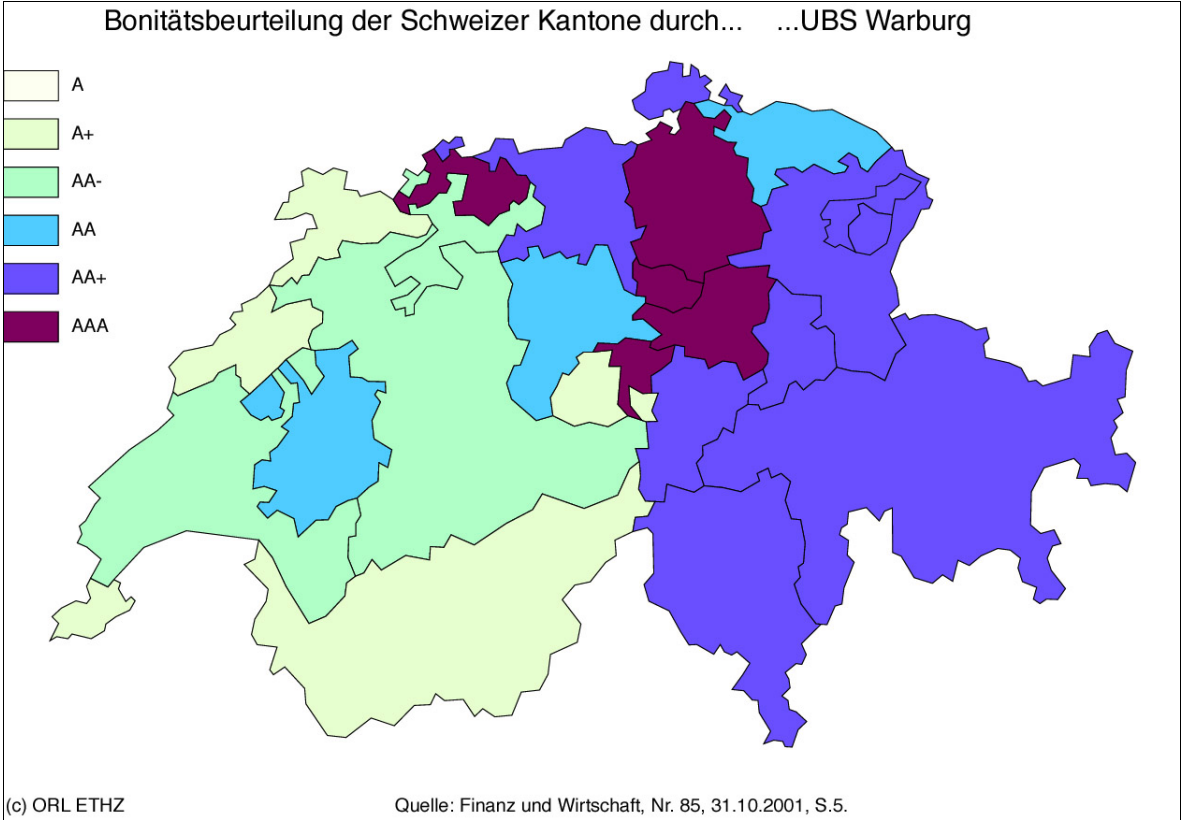 Bonitätsbeurteilung der Schweizer Kantone durch... ...UBS Warburg
A
A+
AA-
AA
AA+
AAA
(c) ORL ETHZ
Quelle: Finanz und Wirtschaft, Nr. 85, 31.10.2001, S.5.